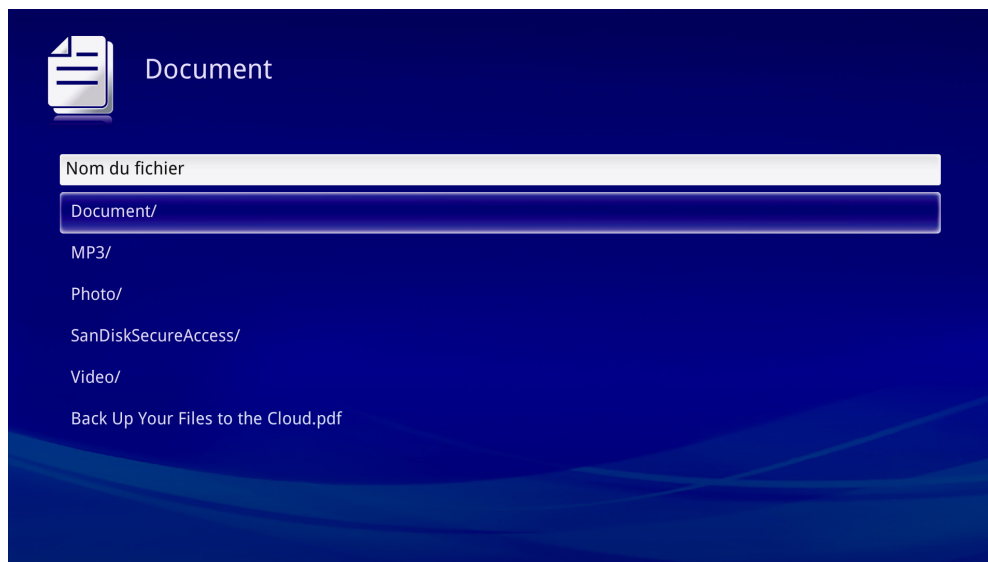 Document
Nom du fichier
Document/
MP3/
Photo/
SanDiskSecureAccess/
Video/
Back Up Your Files to the Cloud.pdf